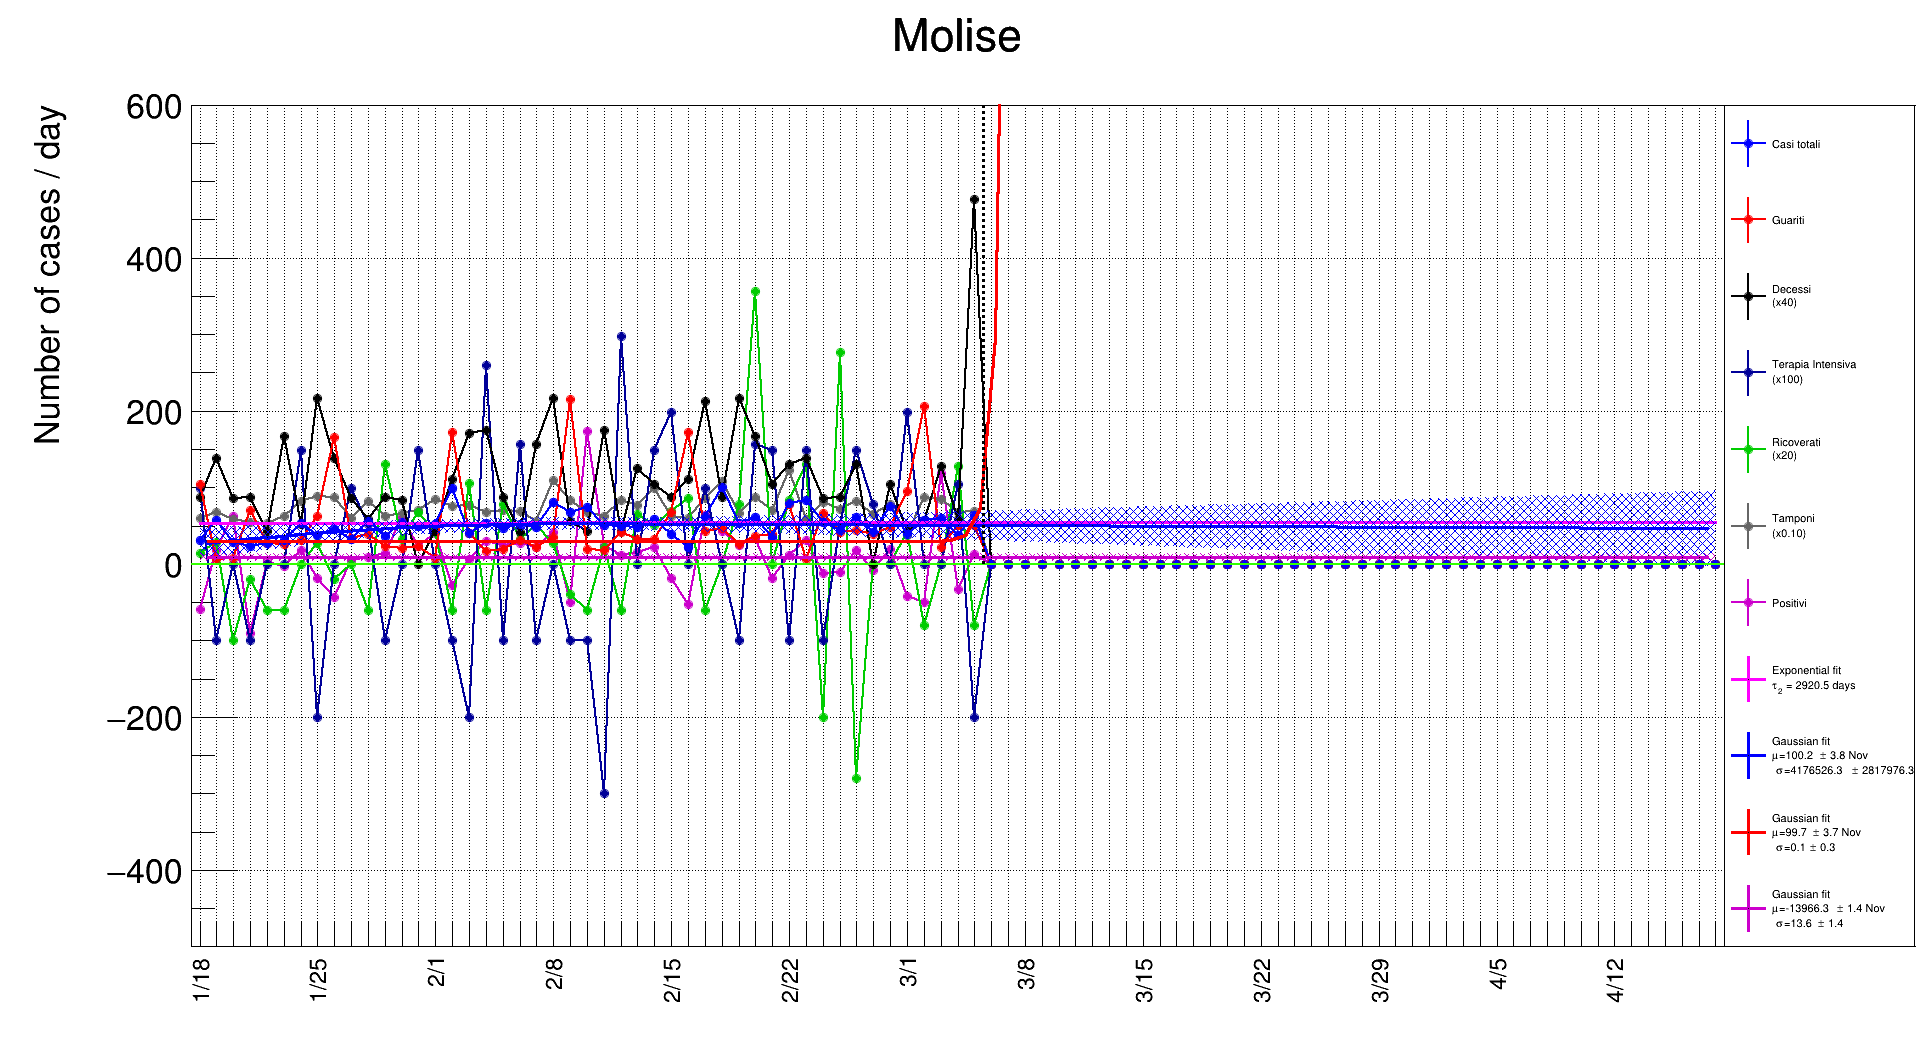 Molise
Number of cases / day
600
400
200
0
−200
−400
1/18
1/25
2/1
2/8
2/15
2/22
3/1
3/8
3/15
3/22
3/29
4/5
4/12
Casi totali
Guariti
Decessi
(x40)
Terapia Intensiva
(x100)
Ricoverati
(x20)
Tamponi
(x0.10)
Positivi
Exponential fit
τ2 = 2920.5 days
Gaussian fit
μ=100.2 ± 3.8 Nov
σ=4176526.3 ± 2817976.3
Gaussian fit
μ=99.7 ± 3.7 Nov
σ=0.1 ± 0.3
Gaussian fit
μ=-13966.3 ± 1.4 Nov
σ=13.6 ± 1.4